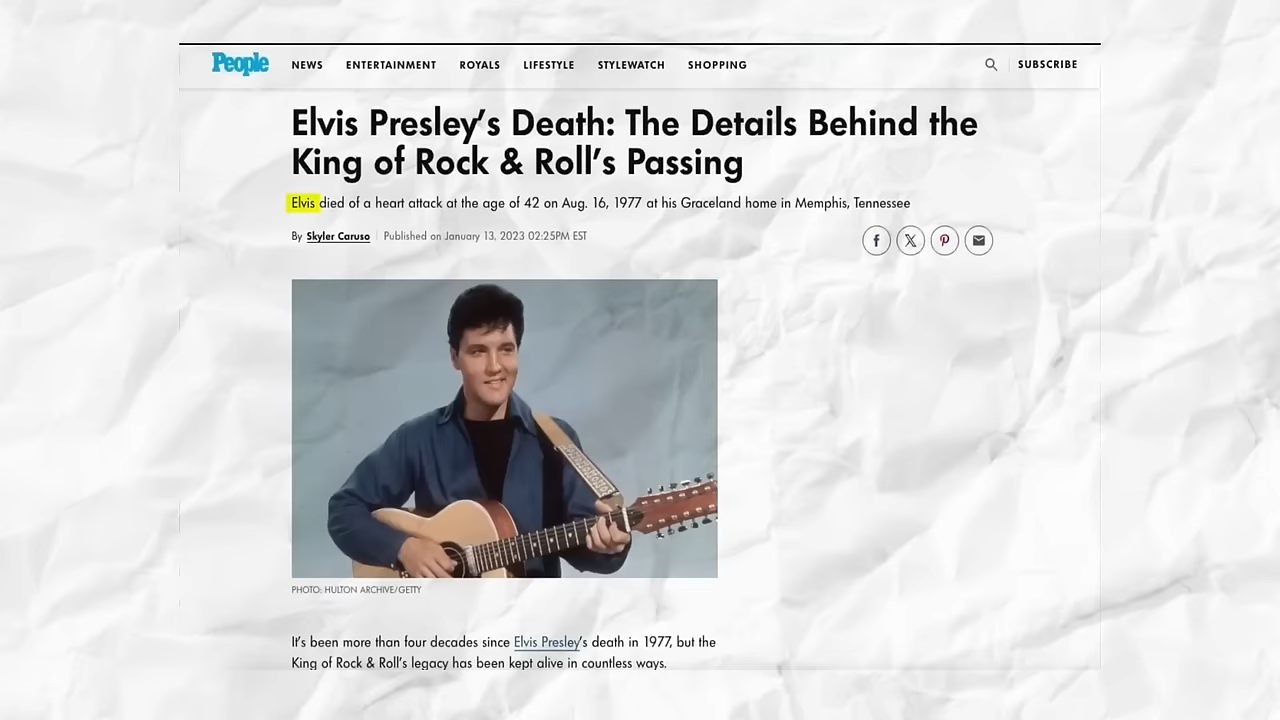 People NEWS ENTERTAINMENT ROYALS LIFESTYLE STYLEWATCH SHOPPING SUBSCRIBE
Elvis Presley’s Death: The Details Behind the
King of Rock & Roll’s Passing
Elvis died of a heart attack at the age of 42 on Aug. 16, 1977 at his Graceland home in Memphis, Tennessee
By Skyler Caruso Published on January 13, 2023 02:25PM EST
PHOTO: HULTON ARCHIVE/GETTY
It’s been more than four decades since Elvis Presley’s death in 1977, but the
King of Rock & Roll’s legacy has been kept alive in countless ways.